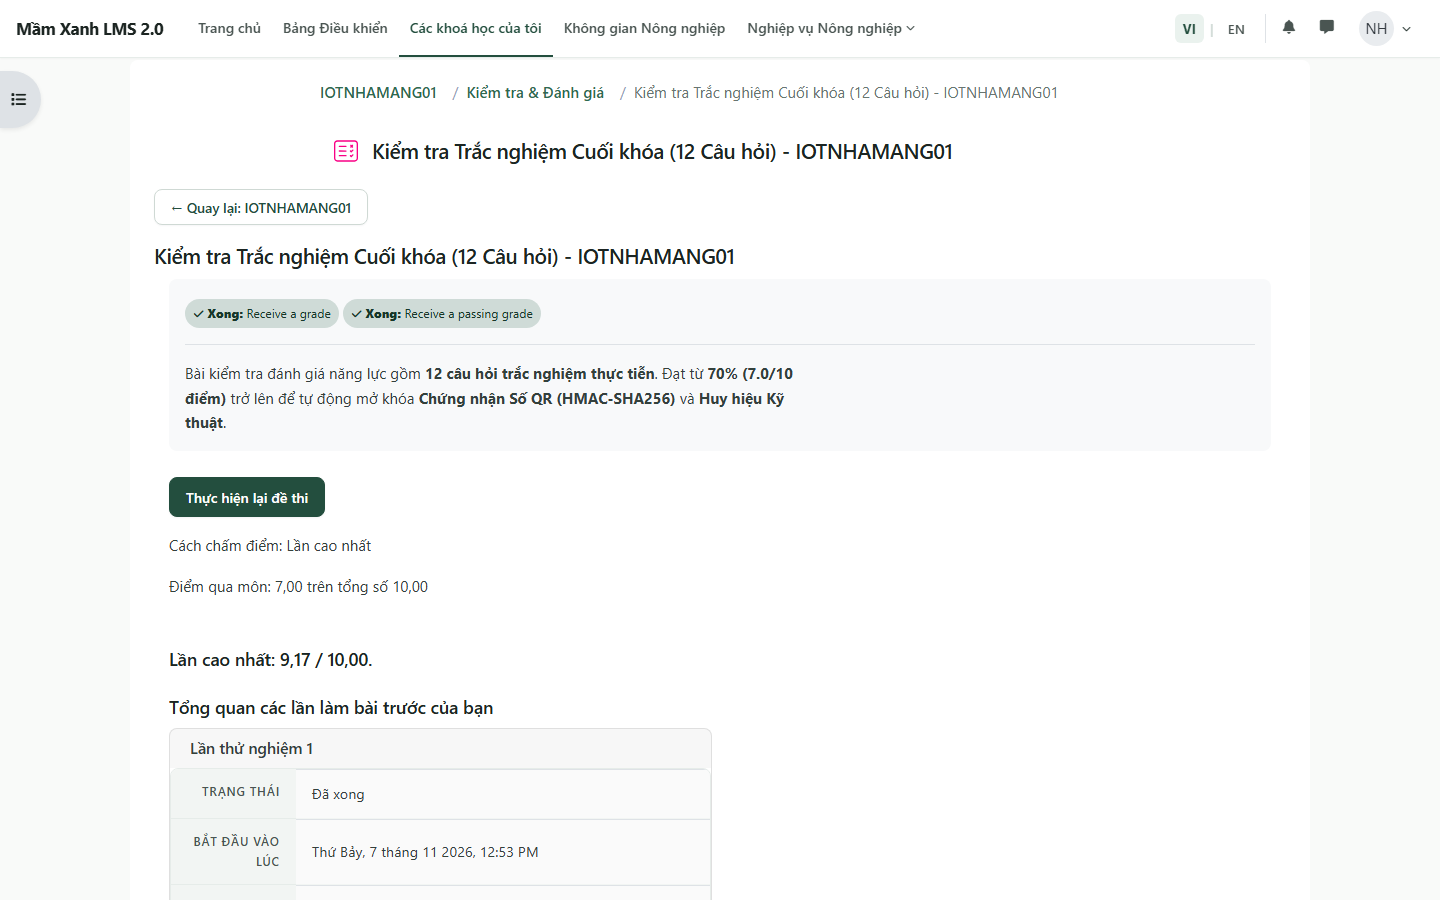 Mầm Xanh LMS 2.0
Trang chủ
Bảng Điều khiển
Các khoá học của tôi
Không gian Nông nghiệp
Nghiệp vụ Nông nghiệp
VI | EN
NH
IOTNHAMANG01 / Kiểm tra & Đánh giá / Kiểm tra Trắc nghiệm Cuối khóa (12 Câu hỏi) - IOTNHAMANG01
Kiểm tra Trắc nghiệm Cuối khóa (12 Câu hỏi) - IOTNHAMANG01
← Quay lại: IOTNHAMANG01
Kiểm tra Trắc nghiệm Cuối khóa (12 Câu hỏi) - IOTNHAMANG01
✓ Xong: Receive a grade
✓ Xong: Receive a passing grade
Bài kiểm tra đánh giá năng lực gồm 12 câu hỏi trắc nghiệm thực tiễn. Đạt từ 70% (7.0/10
điểm) trở lên để tự động mở khóa Chứng nhận Số QR (HMAC-SHA256) và Huy hiệu Kỹ
thuật.
Thực hiện lại đề thi
Cách chấm điểm: Lần cao nhất
Điểm qua môn: 7,00 trên tổng số 10,00
Lần cao nhất: 9,17 / 10,00.
Tổng quan các lần làm bài trước của bạn
Lần thử nghiệm 1
TRẠNG THÁI
Đã xong
BẮT ĐẦU VÀO
LÚC
Thứ Bảy, 7 tháng 11 2026, 12:53 PM